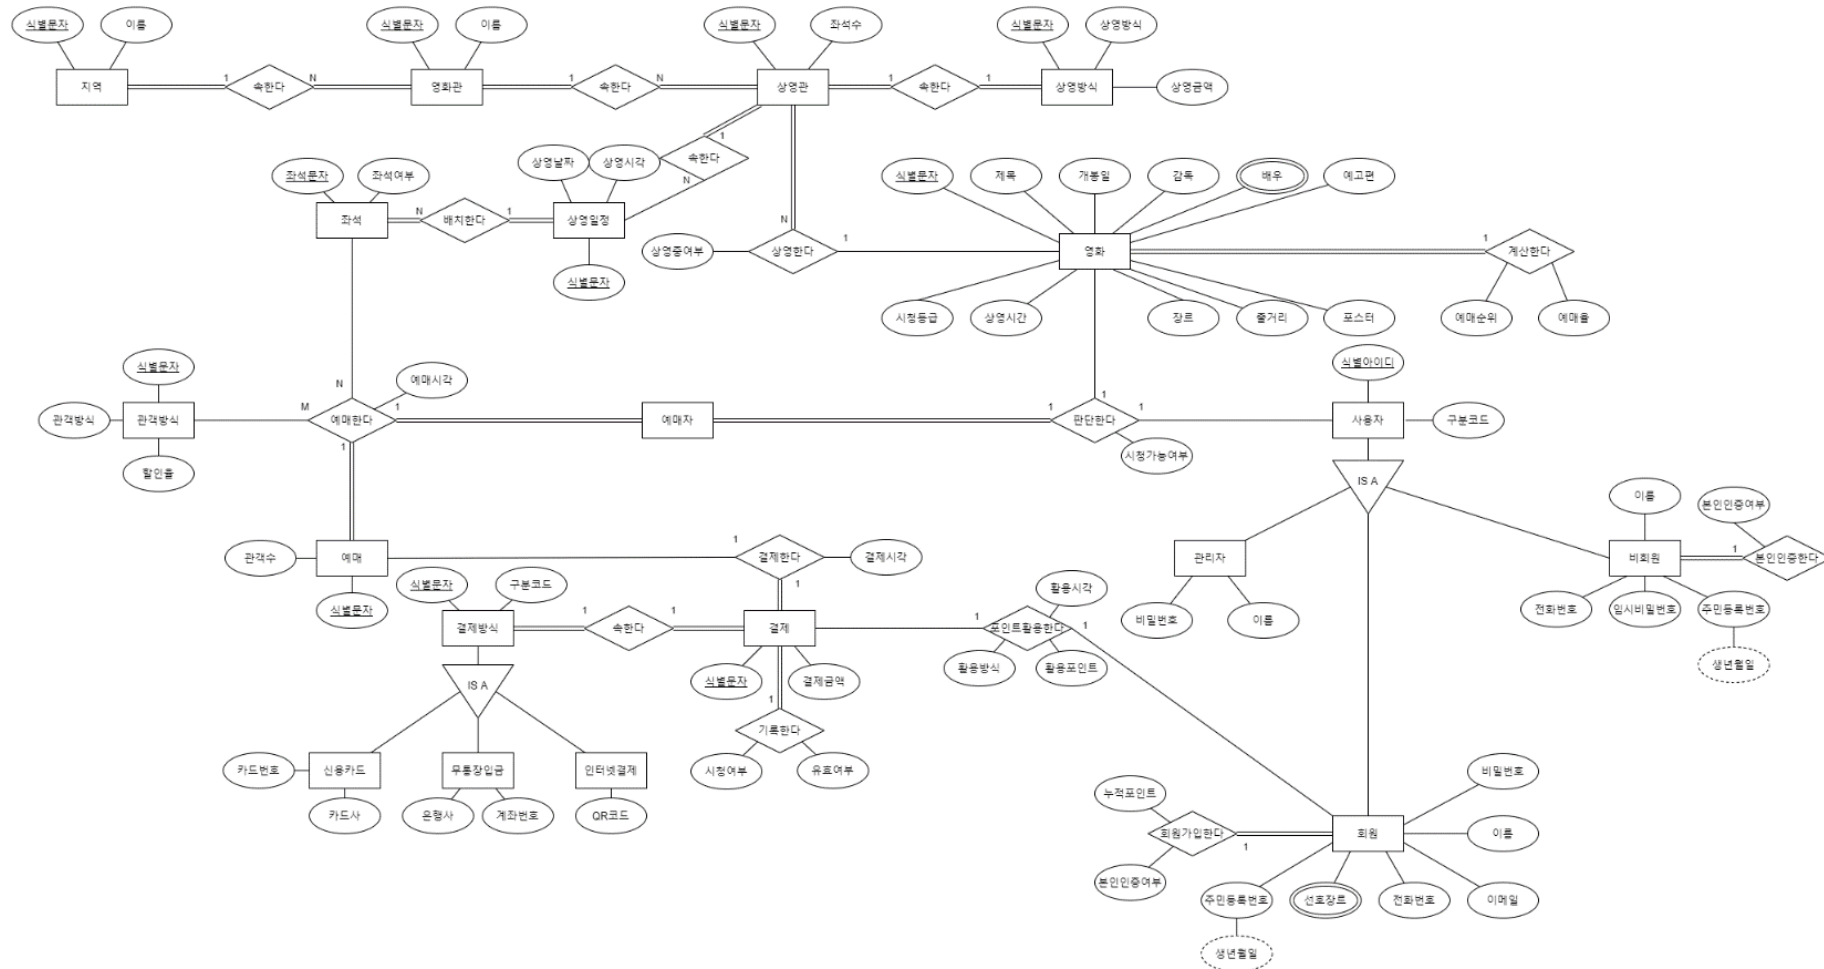 식별문자
이름
식별문자
이름
식별문자
좌석수
식별문자
상영방식
지역
1
속한다
N
영화관
1
속한다
N
상영관
1
속한다
1
상영방식
상영금액
1
속한다
N
좌석문자
좌석여부
상영날짜
상영시각
좌석
N
배치한다
1
상영일정
식별문자
식별문자
제목
개봉일
감독
배우
예고편
상영중여부
N
상영한다
1
영화
1
계산한다
시청등급
상영시간
장르
줄거리
포스터
예매순위
예매율
식별문자
관객방식
관객방식
할인율
N
M
예매한다
1
1
예매시각
예매자
1
1
판단한다
1
시청가능여부
식별아이디
사용자
구분코드
IS A
이름
본인인증여부
관객수
예매
식별문자
1
결제한다
1
결제시각
관리자
비밀번호
이름
비회원
1
본인인증한다
전화번호
임시비밀번호
주민등록번호
생년월일
식별문자
구분코드
결제방식
1
속한다
1
결제
식별문자
결제금액
1
포인트활용한다
1
활용시각
활용방식
활용포인트
IS A
1
기록한다
시청여부
유효여부
카드번호
신용카드
카드사
무통장입금
은행사
계좌번호
인터넷결제
QR코드
누적포인트
회원가입한다
1
본인인증여부
회원
비밀번호
이름
이메일
전화번호
선호장르
주민등록번호
생년월일